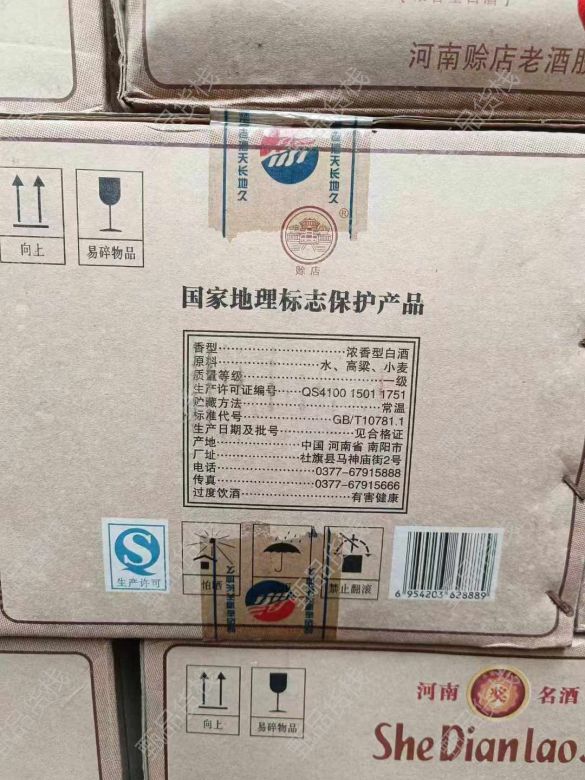 河南赊店老酒股
天长地久
®
赊店
向上
易碎物品
国家地理标志保护产品
香型 浓香型白酒
原料 水、高粱、小麦
质量等级 一级
生产许可证编号 QS4100 1501 1751
贮藏方法 常温
标准代号 GB/T10781.1
生产日期及批号 见合格证
产地 中国 河南省 南阳市
厂址 社旗县马神庙街2号
电话 0377-67915888
传真 0377-67915666
过度饮酒 有害健康
生产许可
怕晒
禁止翻滚
6 954203 628889
天长地久
向上
易碎物品
河南 奖 名酒
SheDianlao
甄品货栈